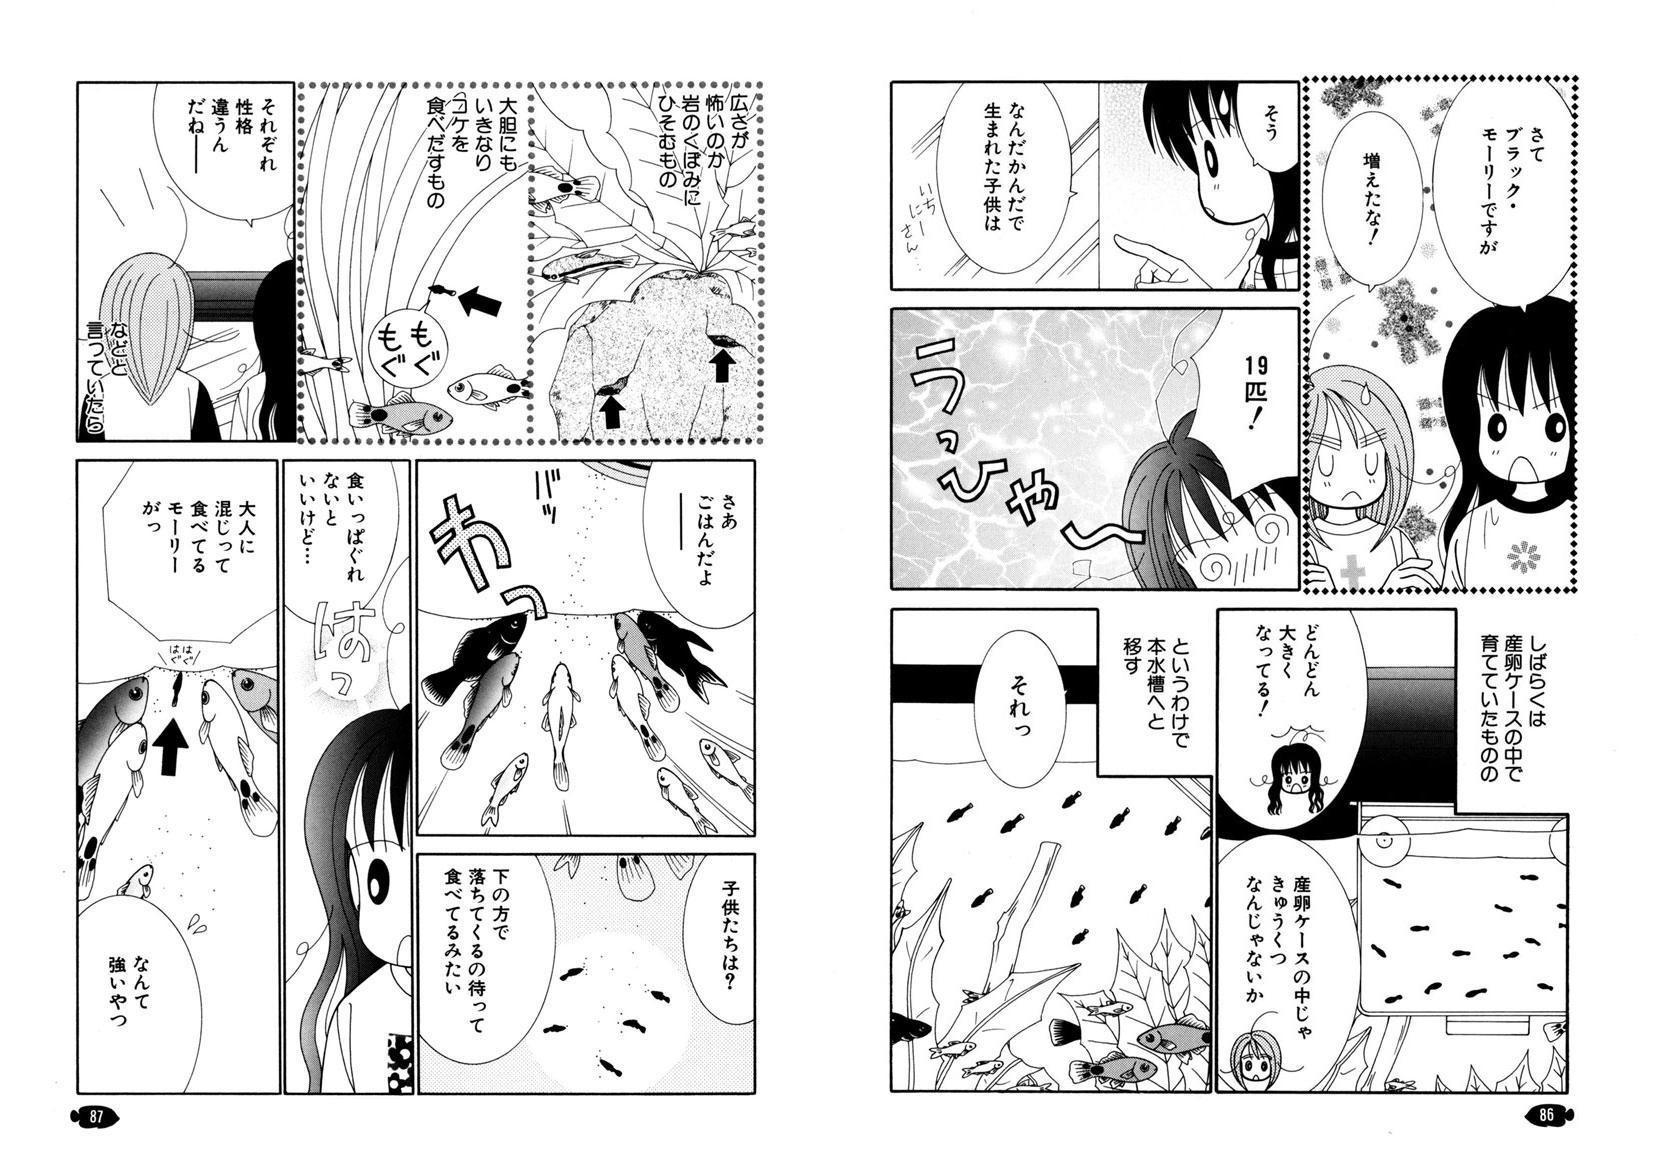 さて
ブラック・
モーリーですが
増えたな！
そう
なんだかんだで
生まれた子供は
いち
にー
さん…
19
匹！
うっひゃ〜
しばらくは
産卵ケースの中で
育てていたものの
どんどん
大きく
なってる！
産卵ケースの中じゃ
きゅうくつ
なんじゃないか
というわけで
本水槽へと
移す
それっ
86
広さが
怖いのか
岩のくぼみに
ひそむもの
大胆にも
いきなり
コケを
食べだすもの
もぐ
もぐ
それぞれ
性格
違うん
だねー
などと
言っていたら
さあ
ごはんだよ
ー
バッ
わっ
子供たちは？
下の方で
落ちてくるの待って
食べてるみたい
食いっぱぐれ
ないと
いいけど…
はっ
大人に
混じって
食べてる
モーリー
がっ
はぐ
はぐ
なんて
強いやつ
87